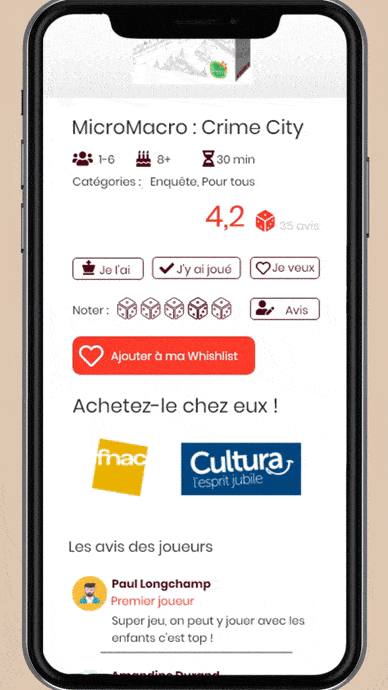 MicroMacro : Crime City
1-6 8+ 30 min
Catégories : Enquête, Pour tous
4,2 35 avis
Je l'ai J'y ai joué Je veux
Noter : Avis
Ajouter à ma Whishlist
Achetez-le chez eux !
fnac Cultura
l'esprit jubile
Les avis des joueurs
Paul Longchamp
Premier joueur
Super jeu, on peut y jouer avec les
enfants c'est top !
Amandine Durand